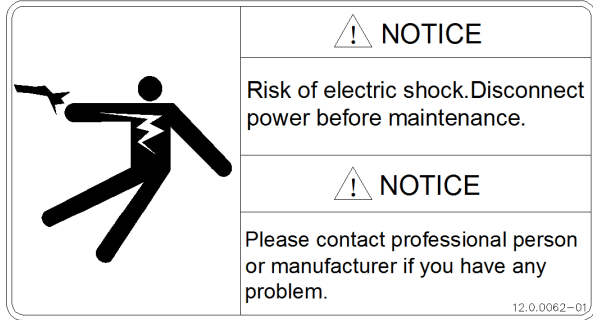 NOTICE
Risk of electric shock.Disconnect
power before maintenance.
NOTICE
Please contact professional person
or manufacturer if you have any
problem.
12.0.0062-01